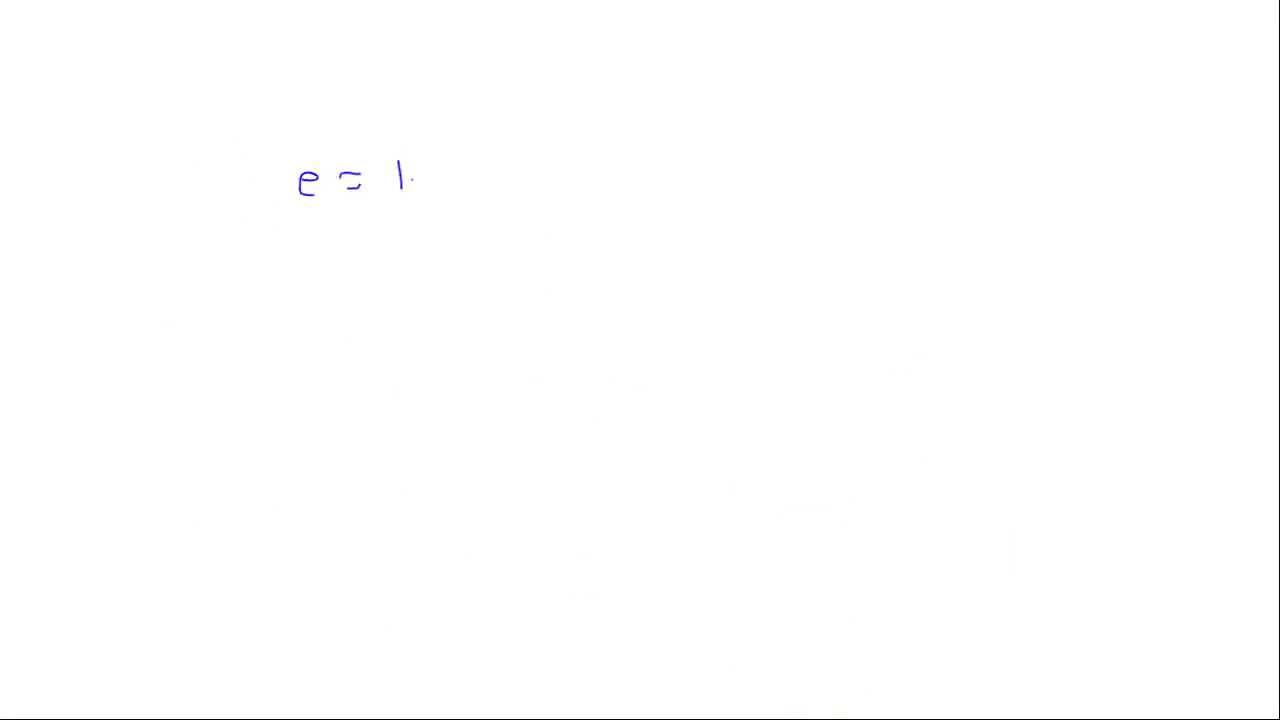 e = 1.